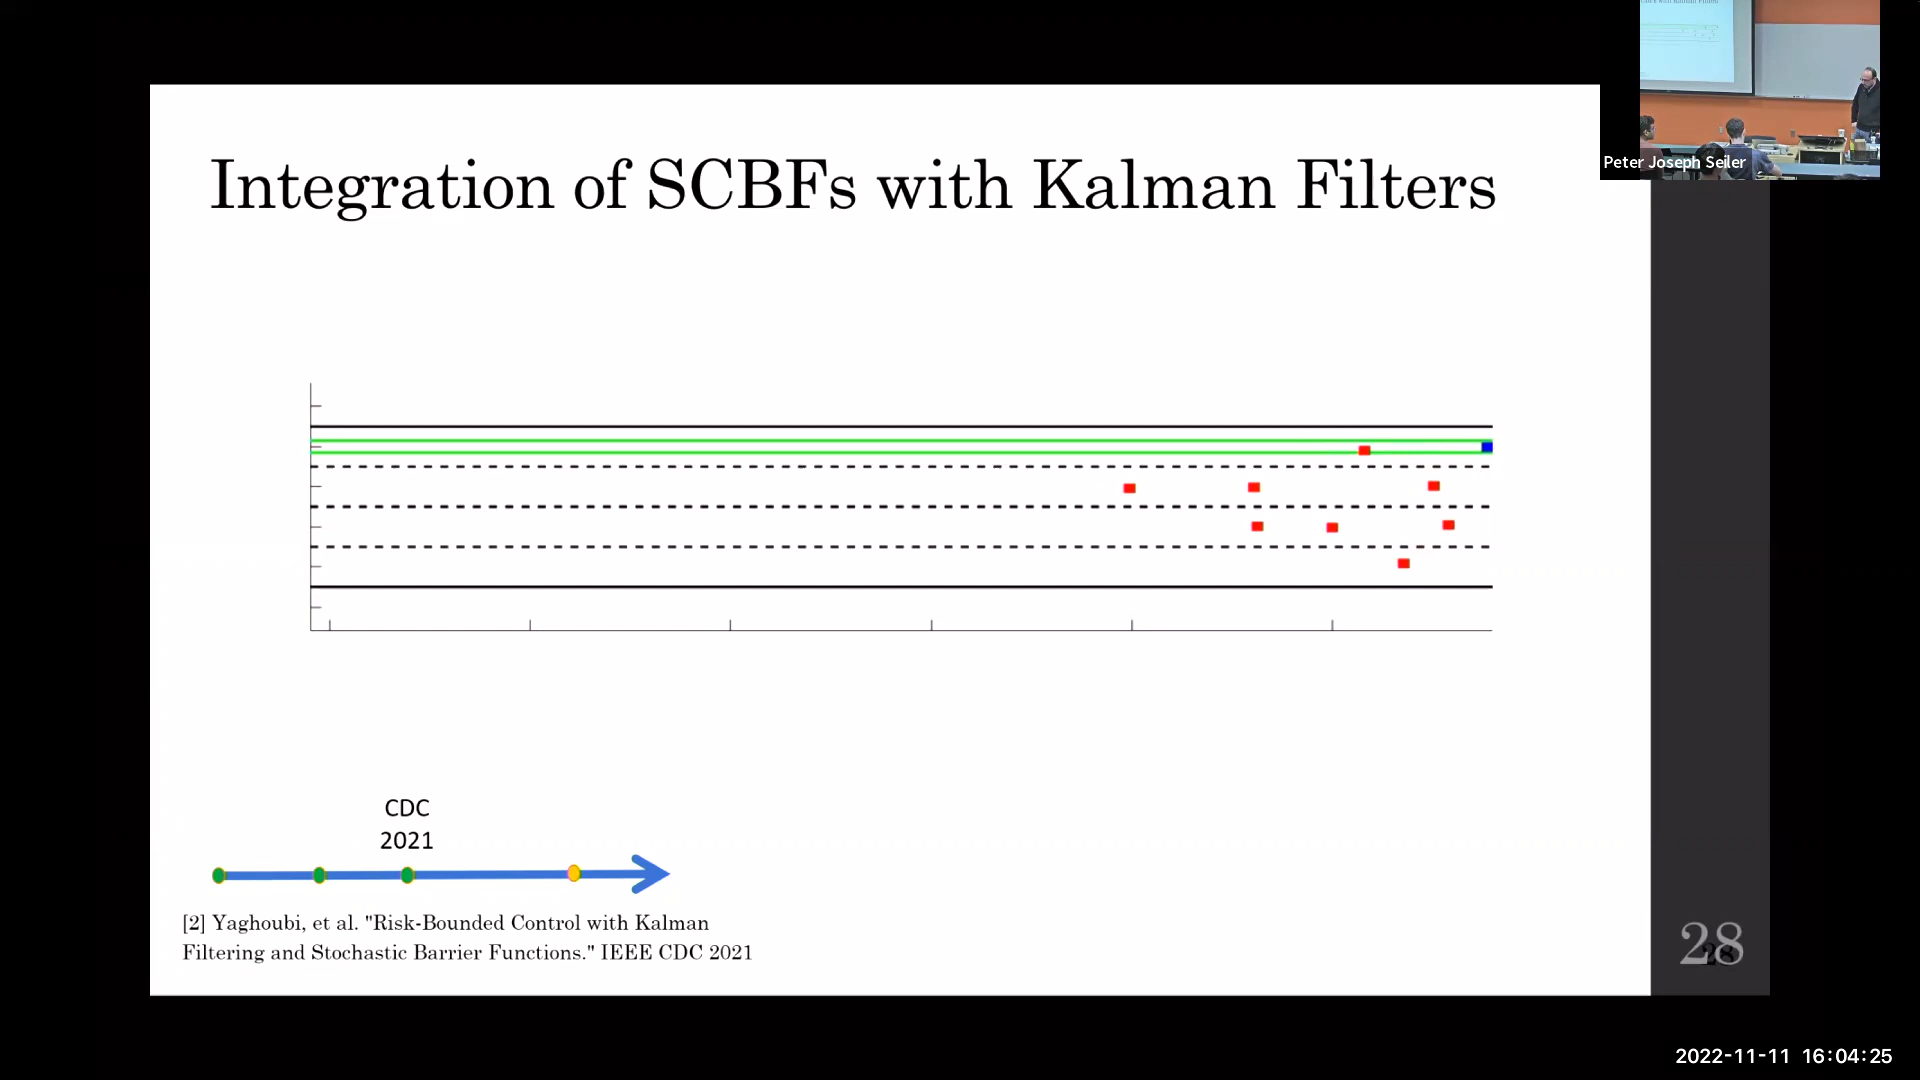 Integration of SCBFs with Kalman Filters
Peter Joseph Seiler
CDC
2021
[2] Yaghoubi, et al. "Risk-Bounded Control with Kalman
Filtering and Stochastic Barrier Functions." IEEE CDC 2021
28
28
2022-11-11 16:04:25